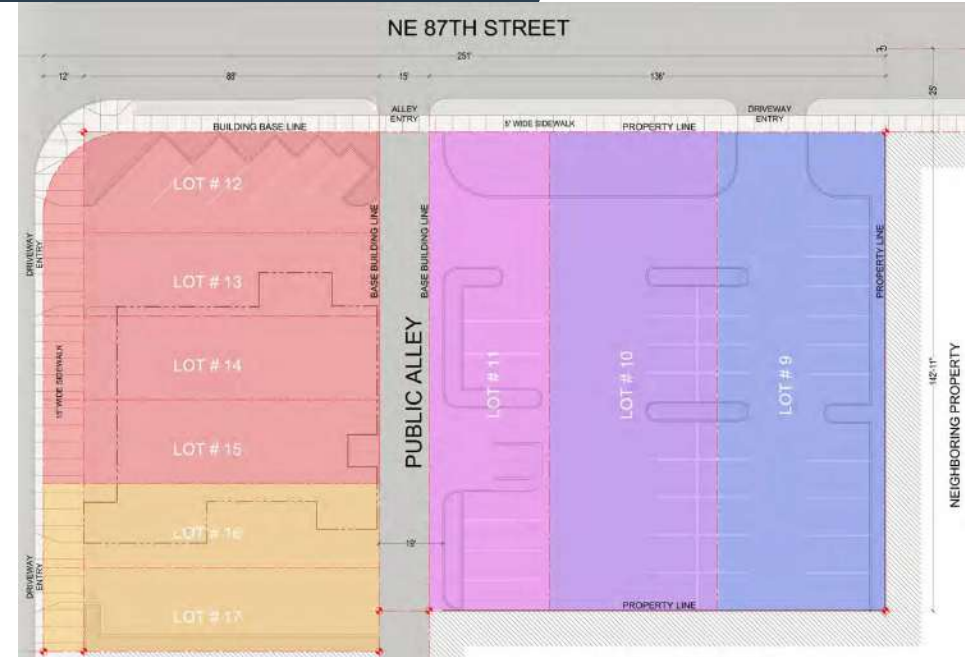 NE 87TH STREET
251'
12'
88'
15'
136'
25'
ALLEY
ENTRY
DRIVEWAY
ENTRY
BUILDING BASE LINE
5' WIDE SIDEWALK
PROPERTY LINE
LOT # 12
DRIVEWAY
ENTRY
BASE BUILDING LINE
BASE BUILDING LINE
PROPERTY LINE
LOT # 13
LOT # 14
15' WIDE SIDEWALK
PUBLIC ALLEY
LOT # 11
LOT # 10
LOT # 9
142'-11"
NEIGHBORING PROPERTY
LOT # 15
LOT # 16
DRIVEWAY
ENTRY
LOT # 17
PROPERTY LINE